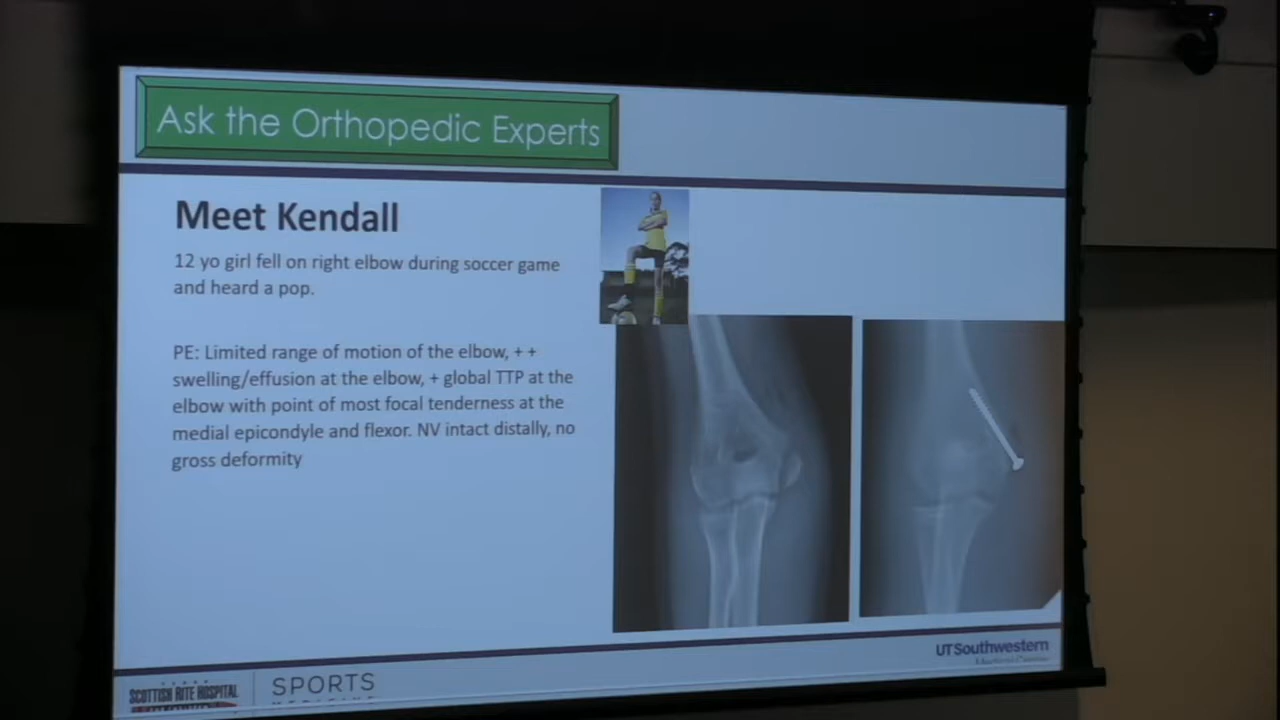 Ask the Orthopedic Experts
Meet Kendall
12 yo girl fell on right elbow during soccer game
and heard a pop.
PE: Limited range of motion of the elbow, + +
swelling/effusion at the elbow, + global TTP at the
elbow with point of most focal tenderness at the
medial epicondyle and flexor. NV intact distally, no
gross deformity
UTSouthwestern
SCOTTISH RITE HOSPITAL
SPORTS